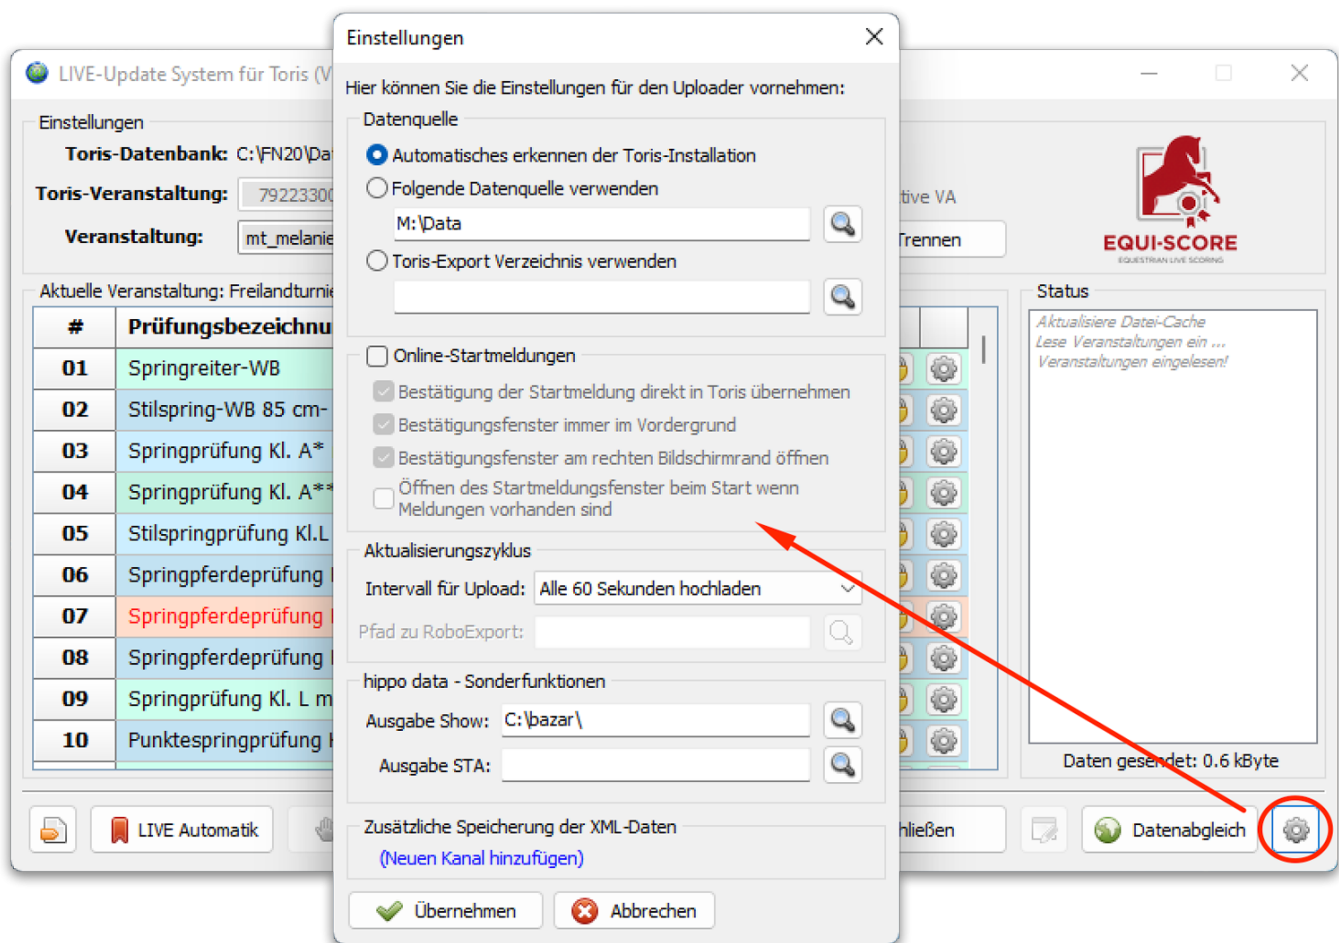 Einstellungen
LIVE-Update System für Toris (V
Hier können Sie die Einstellungen für den Uploader vornehmen:
Einstellungen
Toris-Datenbank: C:\FN20\Da
Toris-Veranstaltung: 79223300
tive VA
Veranstaltung: mt_melanie
Trennen
EQUI-SCORE
EQUESTRIAN LIVE SCORING
Datenquelle
Automatisches erkennen der Toris-Installation
Folgende Datenquelle verwenden
M:\Data
Toris-Export Verzeichnis verwenden
Aktuelle Veranstaltung: Freilandturnie
# Prüfungsbezeichnu
01 Springreiter-WB
02 Stilspring-WB 85 cm-
03 Springprüfung Kl. A*
04 Springprüfung Kl. A**
05 Stilspringprüfung Kl.L
06 Springpferdeprüfung
07 Springpferdeprüfung
08 Springpferdeprüfung
09 Springprüfung Kl. L m
10 Punktespringprüfung
Online-Startmeldungen
Bestätigung der Startmeldung direkt in Toris übernehmen
Bestätigungsfenster immer im Vordergrund
Bestätigungsfenster am rechten Bildschirmrand öffnen
Öffnen des Startmeldungsfenster beim Start wenn
Meldungen vorhanden sind
Aktualisierungszyklus
Intervall für Upload: Alle 60 Sekunden hochladen
Pfad zu RoboExport:
hippo data - Sonderfunktionen
Ausgabe Show: C:\bazar\
Ausgabe STA:
Zusätzliche Speicherung der XML-Daten
(Neuen Kanal hinzufügen)
Übernehmen
Abbrechen
Status
Aktualisiere Datei-Cache
Lese Veranstaltungen ein ...
Veranstaltungen eingelesen!
Daten gesendet: 0.6 kByte
LIVE Automatik
hließen
Datenabgleich